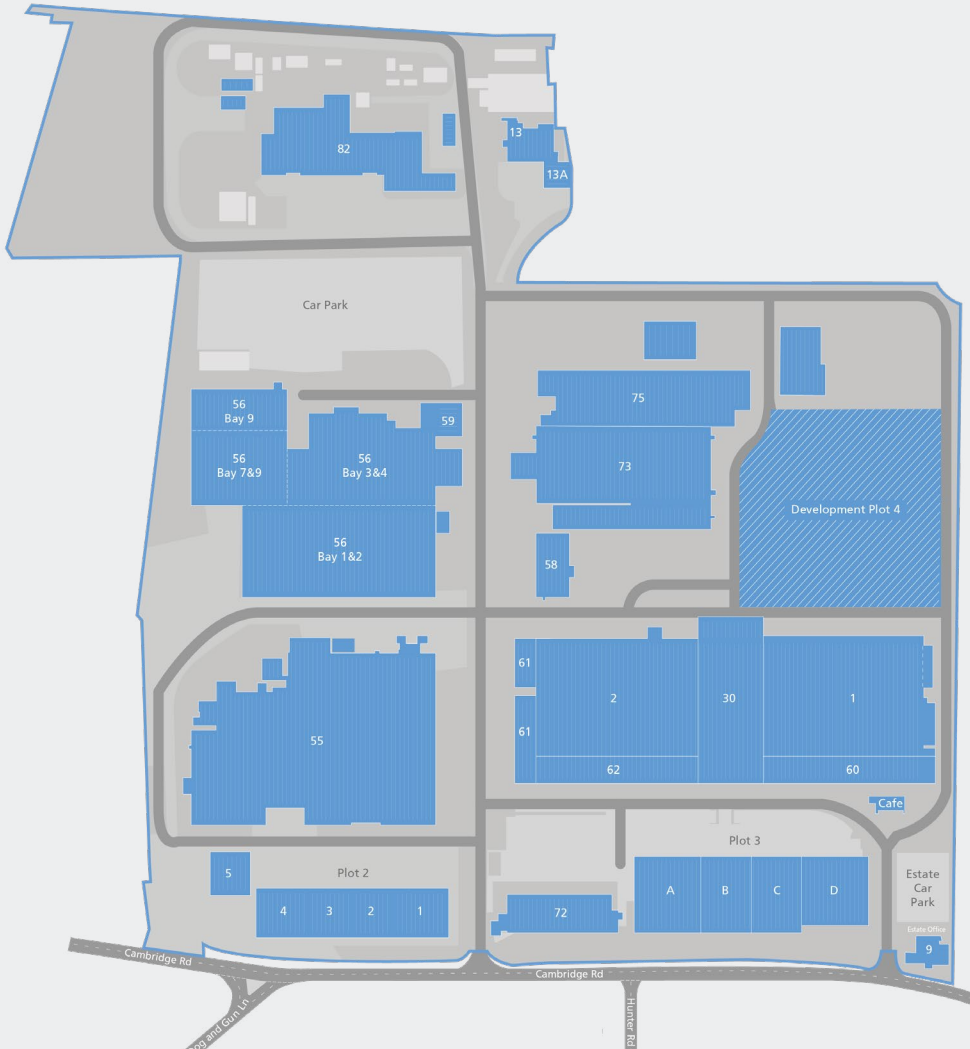 13
82
13A
Car Park
75
56
Bay 9
59
56
Bay 7&9
56
Bay 3&4
73
Development Plot 4
56
Bay 1&2
58
61
2
30
1
61
55
62
60
Cafe
Plot 3
5
Plot 2
Estate
Car
Park
A
B
C
D
4
3
2
1
72
Estate Office
9
Cambridge Rd
Cambridge Rd
and Gun Ln
Hunter Rd